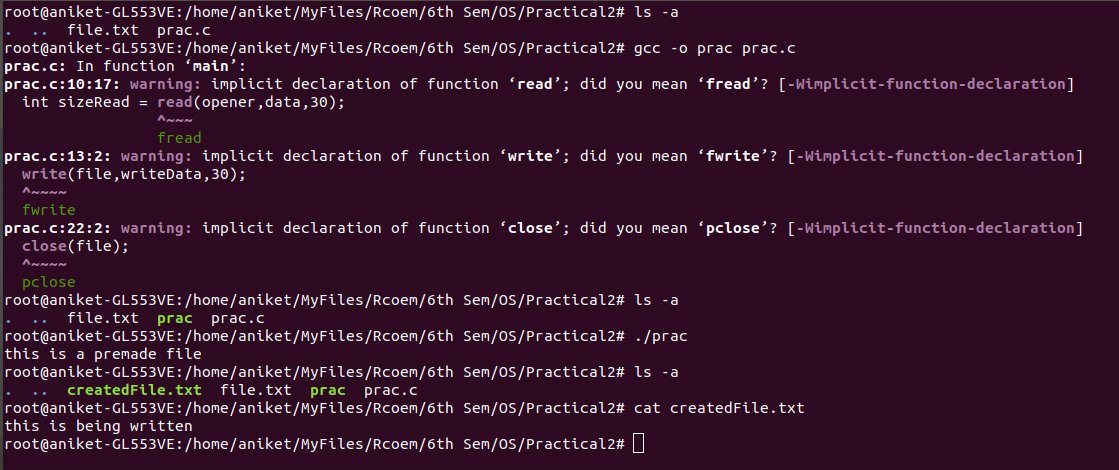 root@aniket-GL553VE:/home/aniket/MyFiles/Rcoem/6th Sem/OS/Practical2# ls -a
.  ..  file.txt  prac.c
root@aniket-GL553VE:/home/aniket/MyFiles/Rcoem/6th Sem/OS/Practical2# gcc -o prac prac.c
prac.c: In function ‘main’:
prac.c:10:17: warning: implicit declaration of function ‘read’; did you mean ‘fread’? [-Wimplicit-function-declaration]
  int sizeRead = read(opener,data,30);
                 ^~~~
                 fread
prac.c:13:2: warning: implicit declaration of function ‘write’; did you mean ‘fwrite’? [-Wimplicit-function-declaration]
  write(file,writeData,30);
  ^~~~~
  fwrite
prac.c:22:2: warning: implicit declaration of function ‘close’; did you mean ‘pclose’? [-Wimplicit-function-declaration]
  close(file);
  ^~~~~
  pclose
root@aniket-GL553VE:/home/aniket/MyFiles/Rcoem/6th Sem/OS/Practical2# ls -a
.  ..  file.txt  prac  prac.c
root@aniket-GL553VE:/home/aniket/MyFiles/Rcoem/6th Sem/OS/Practical2# ./prac
this is a premade file
root@aniket-GL553VE:/home/aniket/MyFiles/Rcoem/6th Sem/OS/Practical2# ls -a
.  ..  createdFile.txt  file.txt  prac  prac.c
root@aniket-GL553VE:/home/aniket/MyFiles/Rcoem/6th Sem/OS/Practical2# cat createdFile.txt
this is being written
root@aniket-GL553VE:/home/aniket/MyFiles/Rcoem/6th Sem/OS/Practical2#